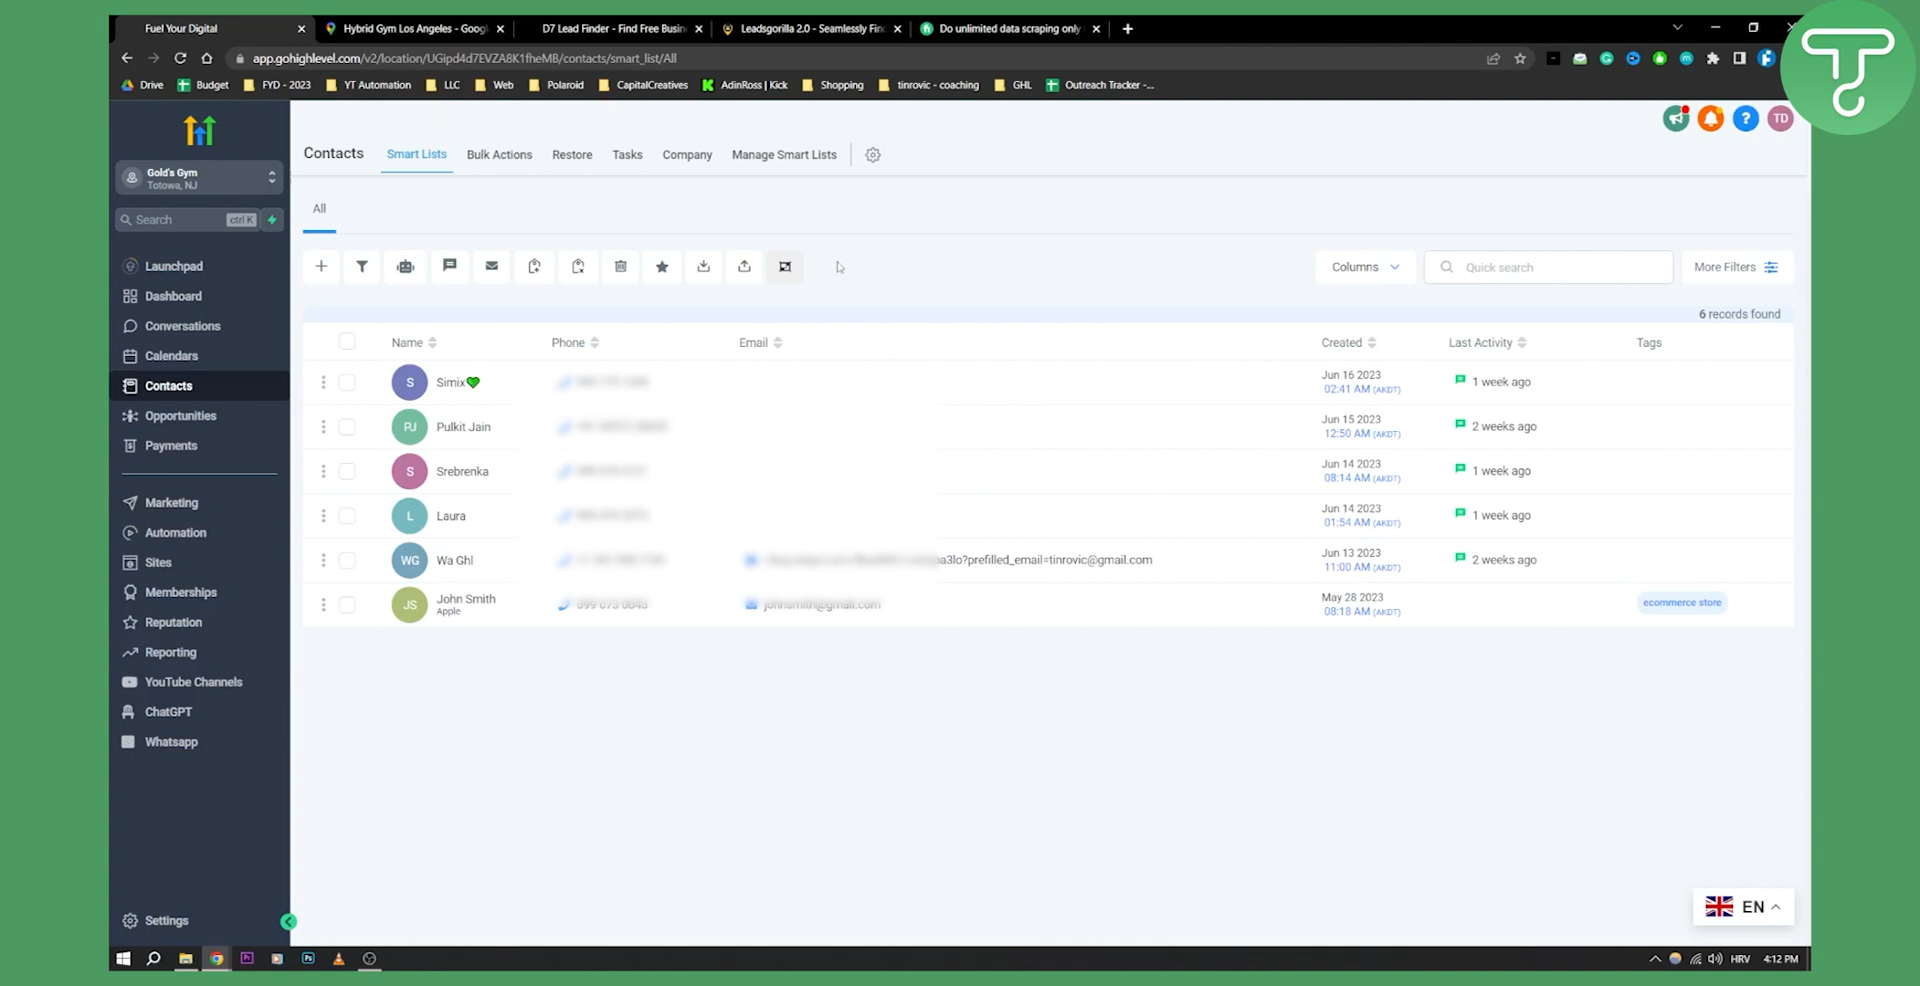 Fuel Your Digital
Hybrid Gym Los Angeles - Googl
D7 Lead Finder - Find Free Busin
Leadsgorilla 2.0 - Seamlessly Fin
Do unlimited data scraping only
app.gohighlevel.com/v2/location/UGipd4d7EVZA8K1fheMB/contacts/smart_list/All
Drive
Budget
FYD - 2023
YT Automation
LLC
Web
Polaroid
CapitalCreatives
AdinRoss | Kick
Shopping
tinrovic - coaching
GHL
Outreach Tracker -...
TD
Contacts
Smart Lists
Bulk Actions
Restore
Tasks
Company
Manage Smart Lists
Gold's Gym
Totowa, NJ
Search
ctrl K
Launchpad
Dashboard
Conversations
Calendars
Contacts
Opportunities
Payments
Marketing
Automation
Sites
Memberships
Reputation
Reporting
YouTube Channels
ChatGPT
Whatsapp
Settings
All
Columns
Quick search
More Filters
6 records found
Name
Phone
Email
Created
Last Activity
Tags
S
Simix
Jun 16 2023
02:41 AM (AKDT)
1 week ago
PJ
Pulkit Jain
Jun 15 2023
12:50 AM (AKDT)
2 weeks ago
S
Srebrenka
Jun 14 2023
08:14 AM (AKDT)
1 week ago
L
Laura
Jun 14 2023
01:54 AM (AKDT)
1 week ago
WG
Wa Ghl
a3lo?prefilled_email=tinrovic@gmail.com
Jun 13 2023
11:00 AM (AKDT)
2 weeks ago
JS
John Smith
Apple
johnsmith@gmail.com
May 28 2023
08:18 AM (AKDT)
ecommerce store
EN
HRV
4:12 PM